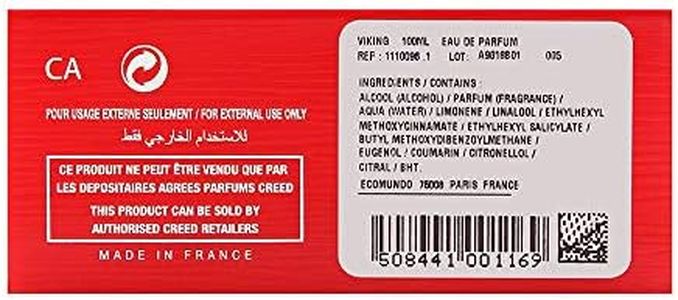 CA
POUR USAGE EXTERNE SEULEMENT / FOR EXTERNAL USE ONLY
للاستخدام الخارجي فقط
CE PRODUIT NE PEUT ÊTRE VENDU QUE PAR
LES DEPOSITAIRES AGREES PARFUMS CREED
THIS PRODUCT CAN BE SOLD BY
AUTHORISED CREED RETAILERS
MADE IN FRANCE
VIKING 100ML EAU DE PARFUM
REF : 1110096 .1 LOT: A9018B01 005
INGREDIENTS / CONTAINS :
ALCOOL (ALCOHOL) / PARFUM (FRAGRANCE) /
AQUA (WATER) / LIMONENE / LINALOOL / ETHYLHEXYL
METHOXYCINNAMATE / ETHYLHEXYL SALICYLATE /
BUTYL METHOXYDIBENZOYLMETHANE /
EUGENOL / COUMARIN / CITRONELLOL /
CITRAL / BHT.
ECOMUNDO 75008 PARIS FRANCE
508441 001169